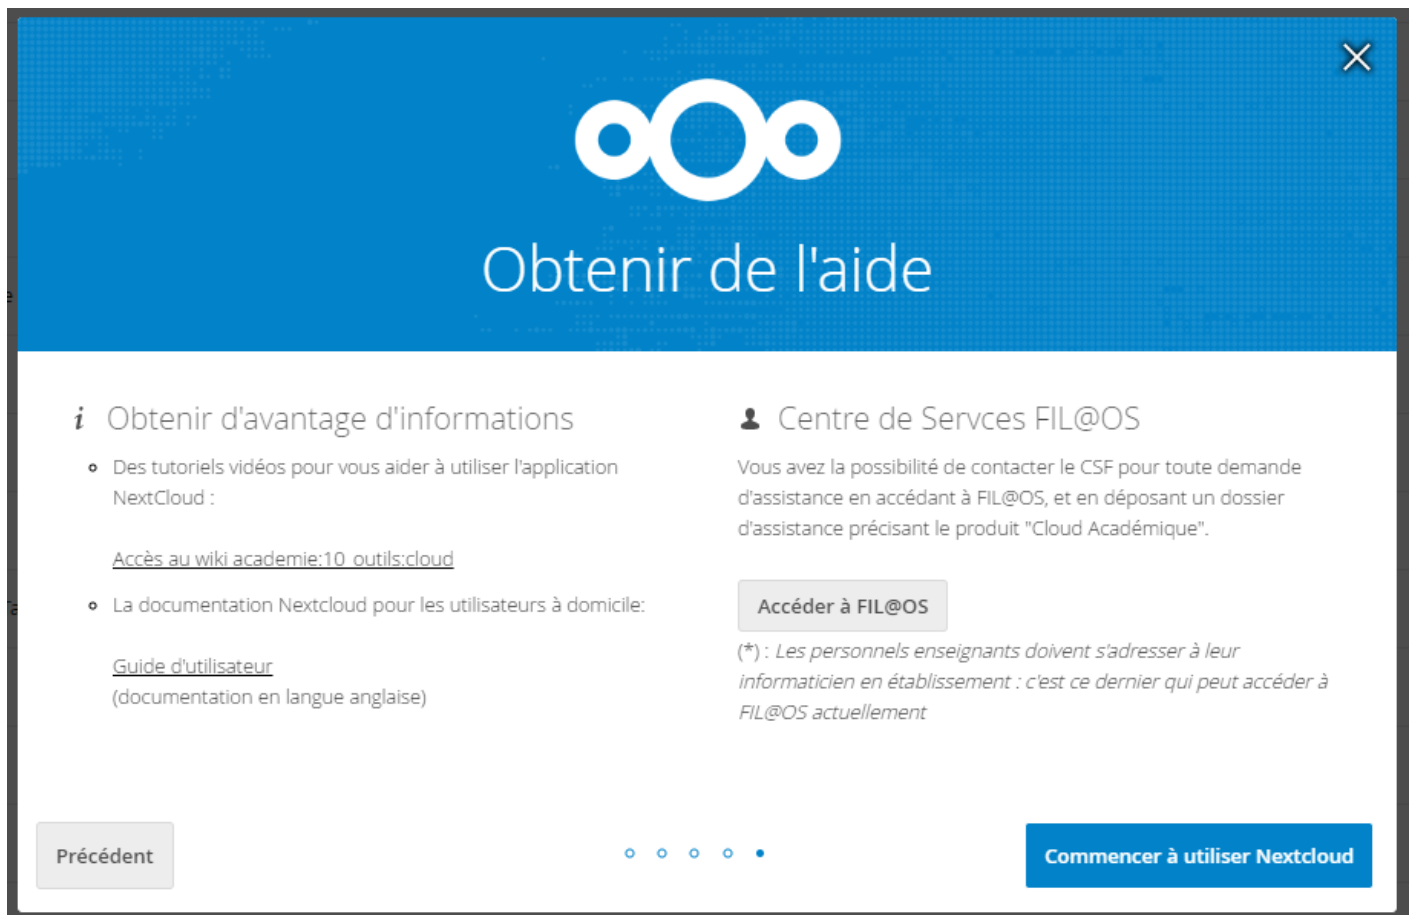 Obtenir de l'aide
i Obtenir d'avantage d'informations
Des tutoriels vidéos pour vous aider à utiliser l'application
NextCloud :
Accès au wiki academie:10_outils:cloud
La documentation Nextcloud pour les utilisateurs à domicile:
Guide d'utilisateur
(documentation en langue anglaise)
Centre de Servces FIL@OS
Vous avez la possibilité de contacter le CSF pour toute demande
d'assistance en accédant à FIL@OS, et en déposant un dossier
d'assistance précisant le produit "Cloud Académique".
Accéder à FIL@OS
(*) : Les personnels enseignants doivent s'adresser à leur
informaticien en établissement : c'est ce dernier qui peut accéder à
FIL@OS actuellement
Précédent
Commencer à utiliser Nextcloud